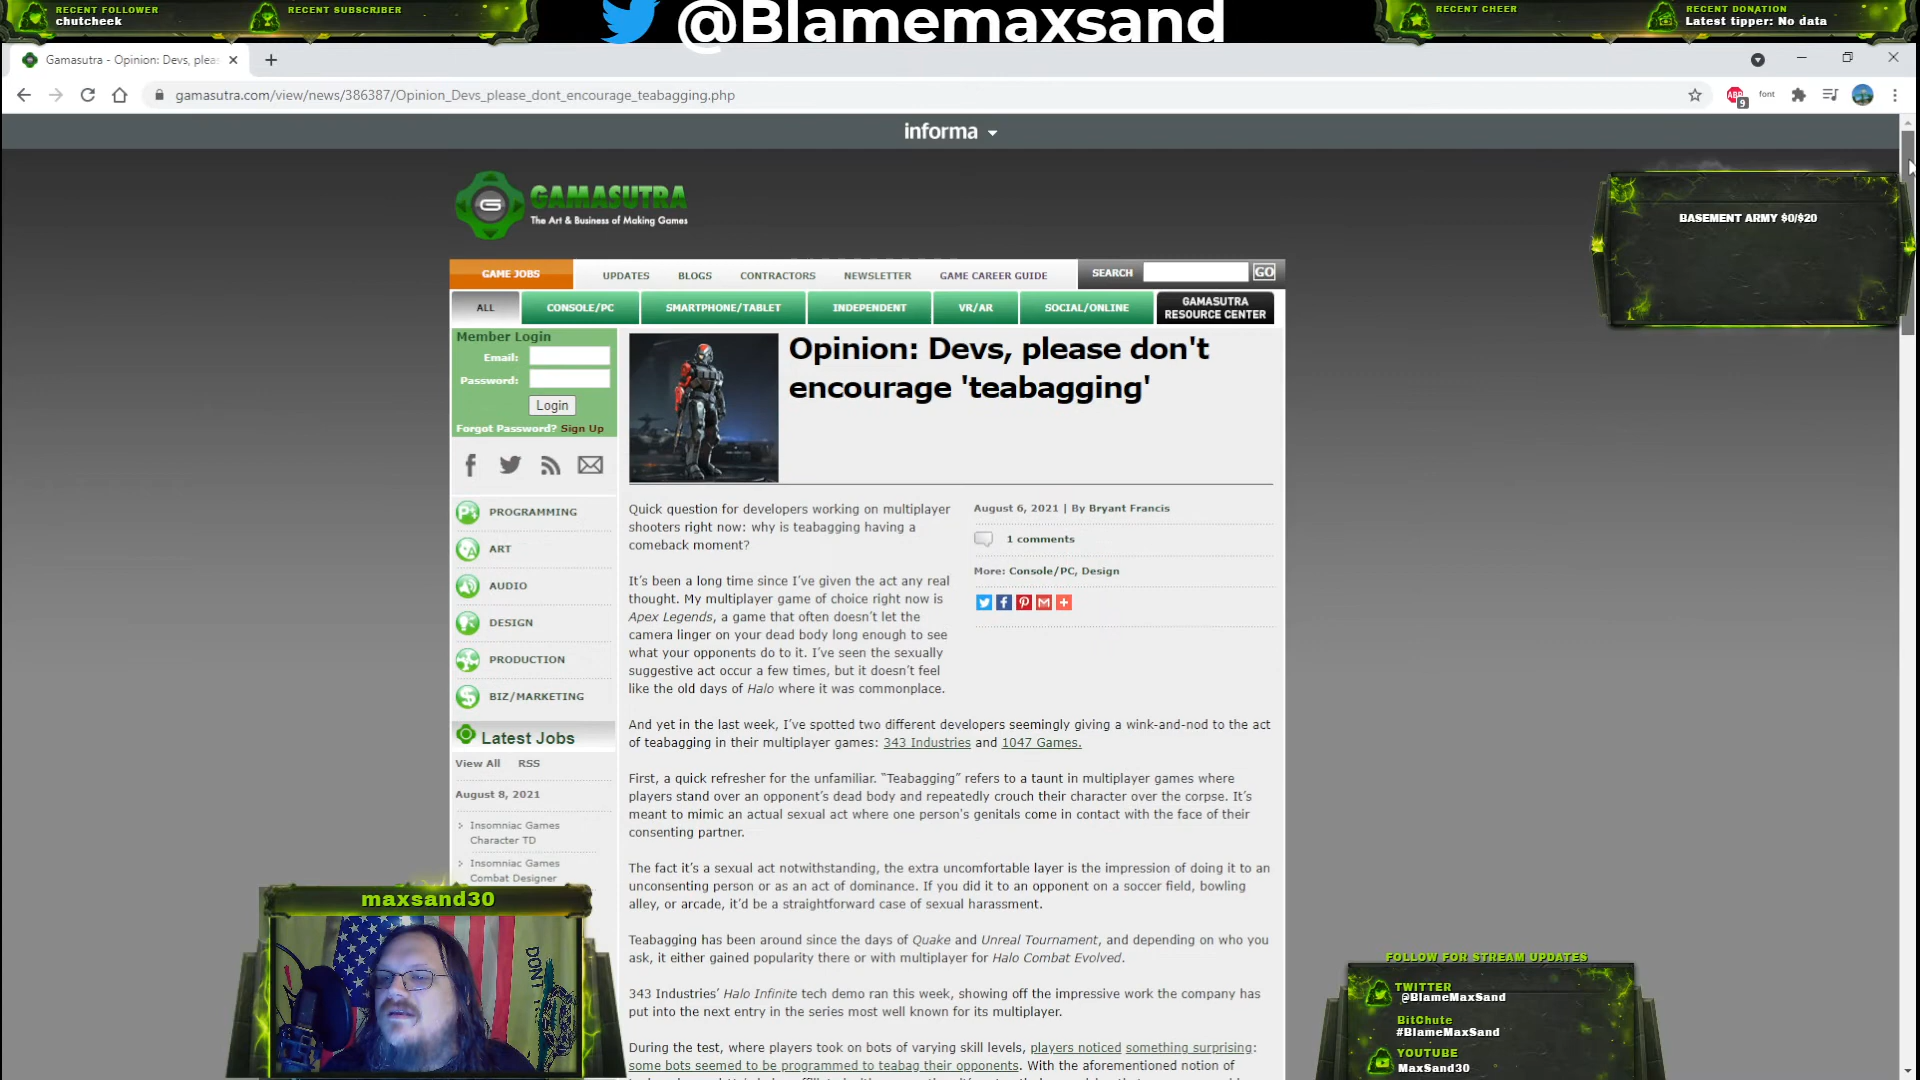 RECENT FOLLOWER
chutcheek
RECENT SUBSCRIBER
@Blamemaxsand
RECENT CHEER
RECENT DONATION
Latest tipper: No data
Gamasutra - Opinion: Devs, plea
gamasutra.com/view/news/386387/Opinion_Devs_please_dont_encourage_teabagging.php
ABP
9
font
informa
G
GAMASUTRA
The Art & Business of Making Games
BASEMENT ARMY $0/$20
GAME JOBS
UPDATES
BLOGS
CONTRACTORS
NEWSLETTER
GAME CAREER GUIDE
SEARCH
GO
ALL
CONSOLE/PC
SMARTPHONE/TABLET
INDEPENDENT
VR/AR
SOCIAL/ONLINE
GAMASUTRA
RESOURCE CENTER
Member Login
Email:
Password:
Login
Forgot Password? Sign Up
PROGRAMMING
ART
AUDIO
DESIGN
PRODUCTION
BIZ/MARKETING
Latest Jobs
View All
RSS
August 8, 2021
Insomniac Games
Character TD
Insomniac Games
Combat Designer
Opinion: Devs, please don't
encourage 'teabagging'
August 6, 2021 | By Bryant Francis
1 comments
More: Console/PC, Design
Quick question for developers working on multiplayer
shooters right now: why is teabagging having a
comeback moment?
It's been a long time since I've given the act any real
thought. My multiplayer game of choice right now is
Apex Legends, a game that often doesn't let the
camera linger on your dead body long enough to see
what your opponents do to it. I've seen the sexually
suggestive act occur a few times, but it doesn't feel
like the old days of Halo where it was commonplace.
And yet in the last week, I've spotted two different developers seemingly giving a wink-and-nod to the act
of teabagging in their multiplayer games: 343 Industries and 1047 Games.
First, a quick refresher for the unfamiliar. "Teabagging" refers to a taunt in multiplayer games where
players stand over an opponent's dead body and repeatedly crouch their character over the corpse. It's
meant to mimic an actual sexual act where one person's genitals come in contact with the face of their
consenting partner.
The fact it's a sexual act notwithstanding, the extra uncomfortable layer is the impression of doing it to an
unconsenting person or as an act of dominance. If you did it to an opponent on a soccer field, bowling
alley, or arcade, it'd be a straightforward case of sexual harassment.
Teabagging has been around since the days of Quake and Unreal Tournament, and depending on who you
ask, it either gained popularity there or with multiplayer for Halo Combat Evolved.
343 Industries' Halo Infinite tech demo ran this week, showing off the impressive work the company has
put into the next entry in the series most well known for its multiplayer.
During the test, where players took on bots of varying skill levels, players noticed something surprising:
some bots seemed to be programmed to teabag their opponents. With the aforementioned notion of
maxsand30
DON'T
FOLLOW FOR STREAM UPDATES
TWITTER
@BlameMaxSand
BitChute
#BlameMaxSand
YOUTUBE
MaxSand30